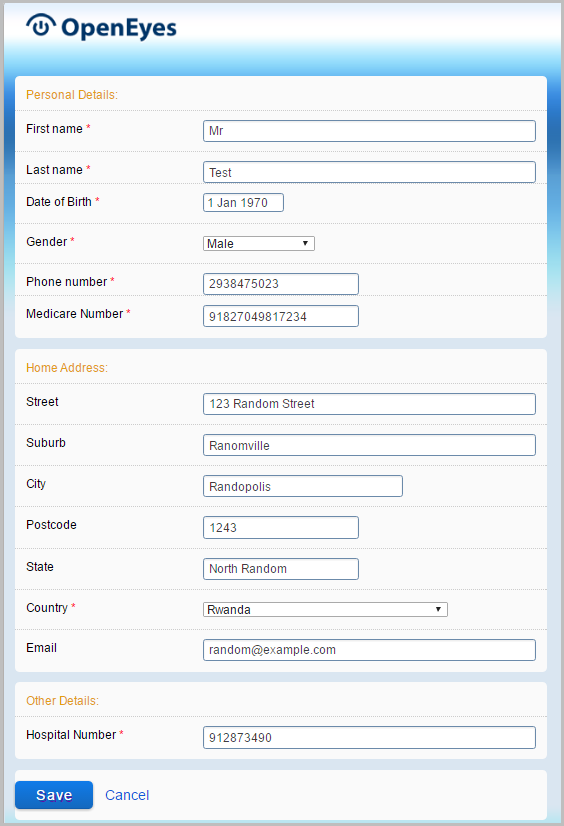 OpenEyes
Personal Details:
First name * Mr
Last name * Test
Date of Birth * 1 Jan 1970
Gender * Male
Phone number * 2938475023
Medicare Number * 91827049817234
Home Address:
Street 123 Random Street
Suburb Ranomville
City Randopolis
Postcode 1243
State North Random
Country * Rwanda
Email random@example.com
Other Details:
Hospital Number * 912873490
Save Cancel